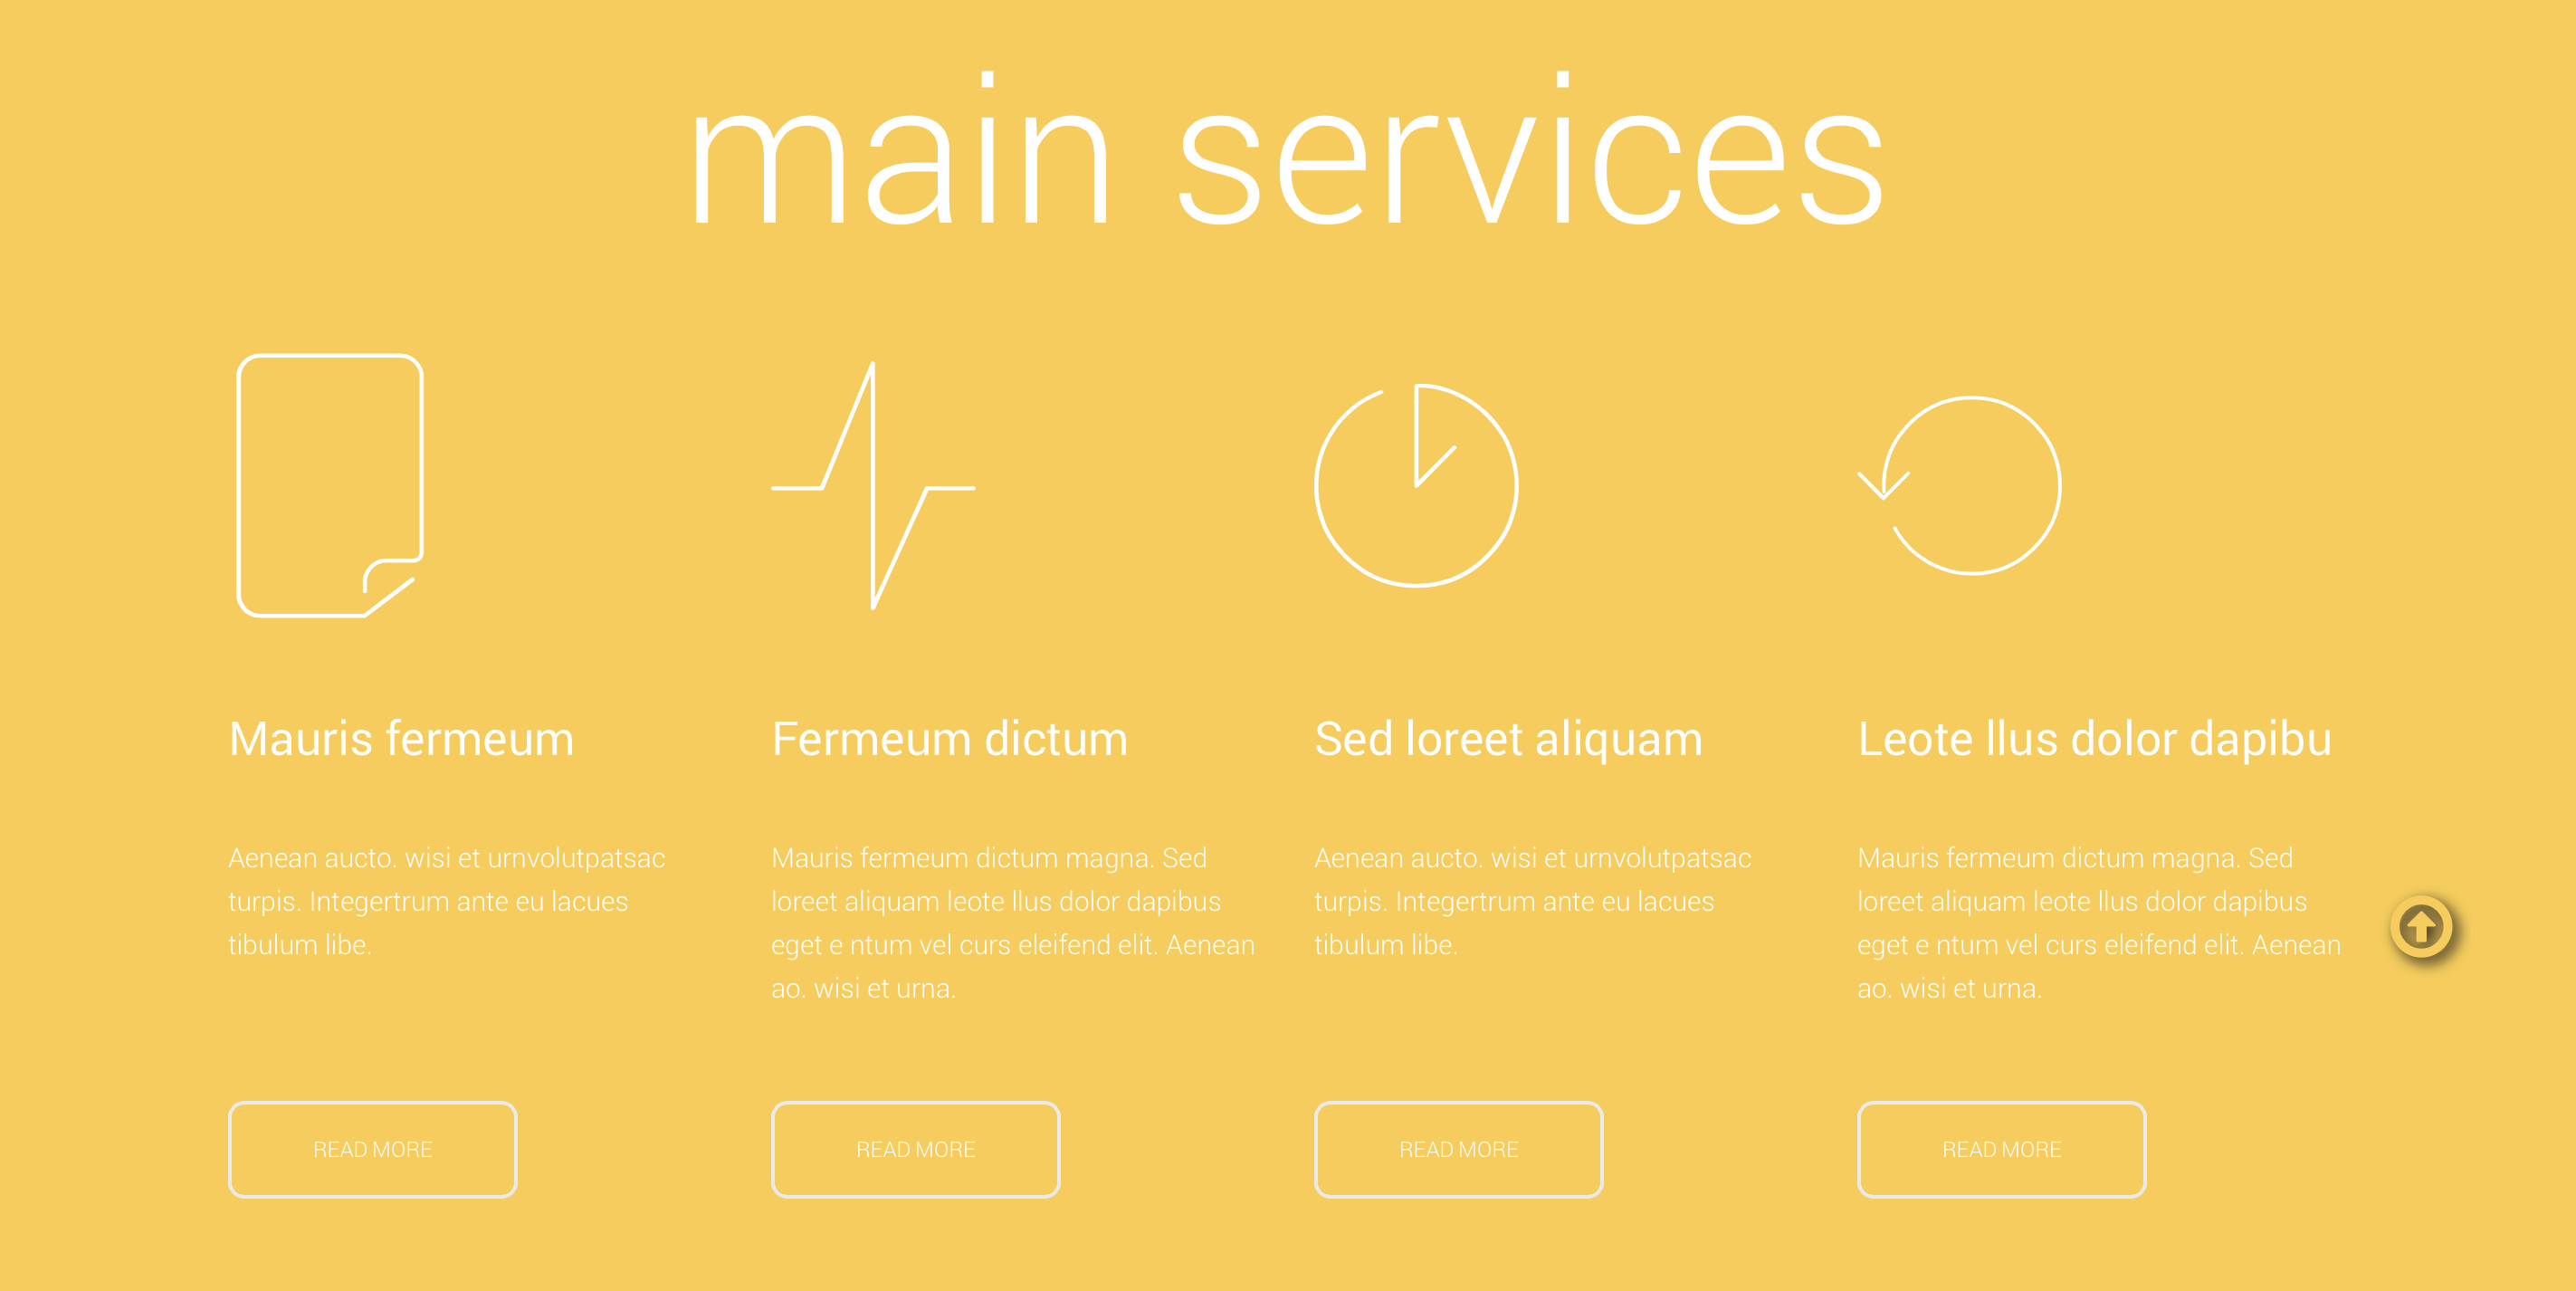 main services
Mauris fermeum
Aenean aucto. wisi et urnvolutpatsac
turpis. Integertrum ante eu lacues
tibulum libe.
READ MORE
Fermeum dictum
Mauris fermeum dictum magna. Sed
loreet aliquam leote llus dolor dapibus
eget e ntum vel curs eleifend elit. Aenean
ao. wisi et urna.
READ MORE
Sed loreet aliquam
Aenean aucto. wisi et urnvolutpatsac
turpis. Integertrum ante eu lacues
tibulum libe.
READ MORE
Leote llus dolor dapibu
Mauris fermeum dictum magna. Sed
loreet aliquam leote llus dolor dapibus
eget e ntum vel curs eleifend elit. Aenean
ao. wisi et urna.
READ MORE